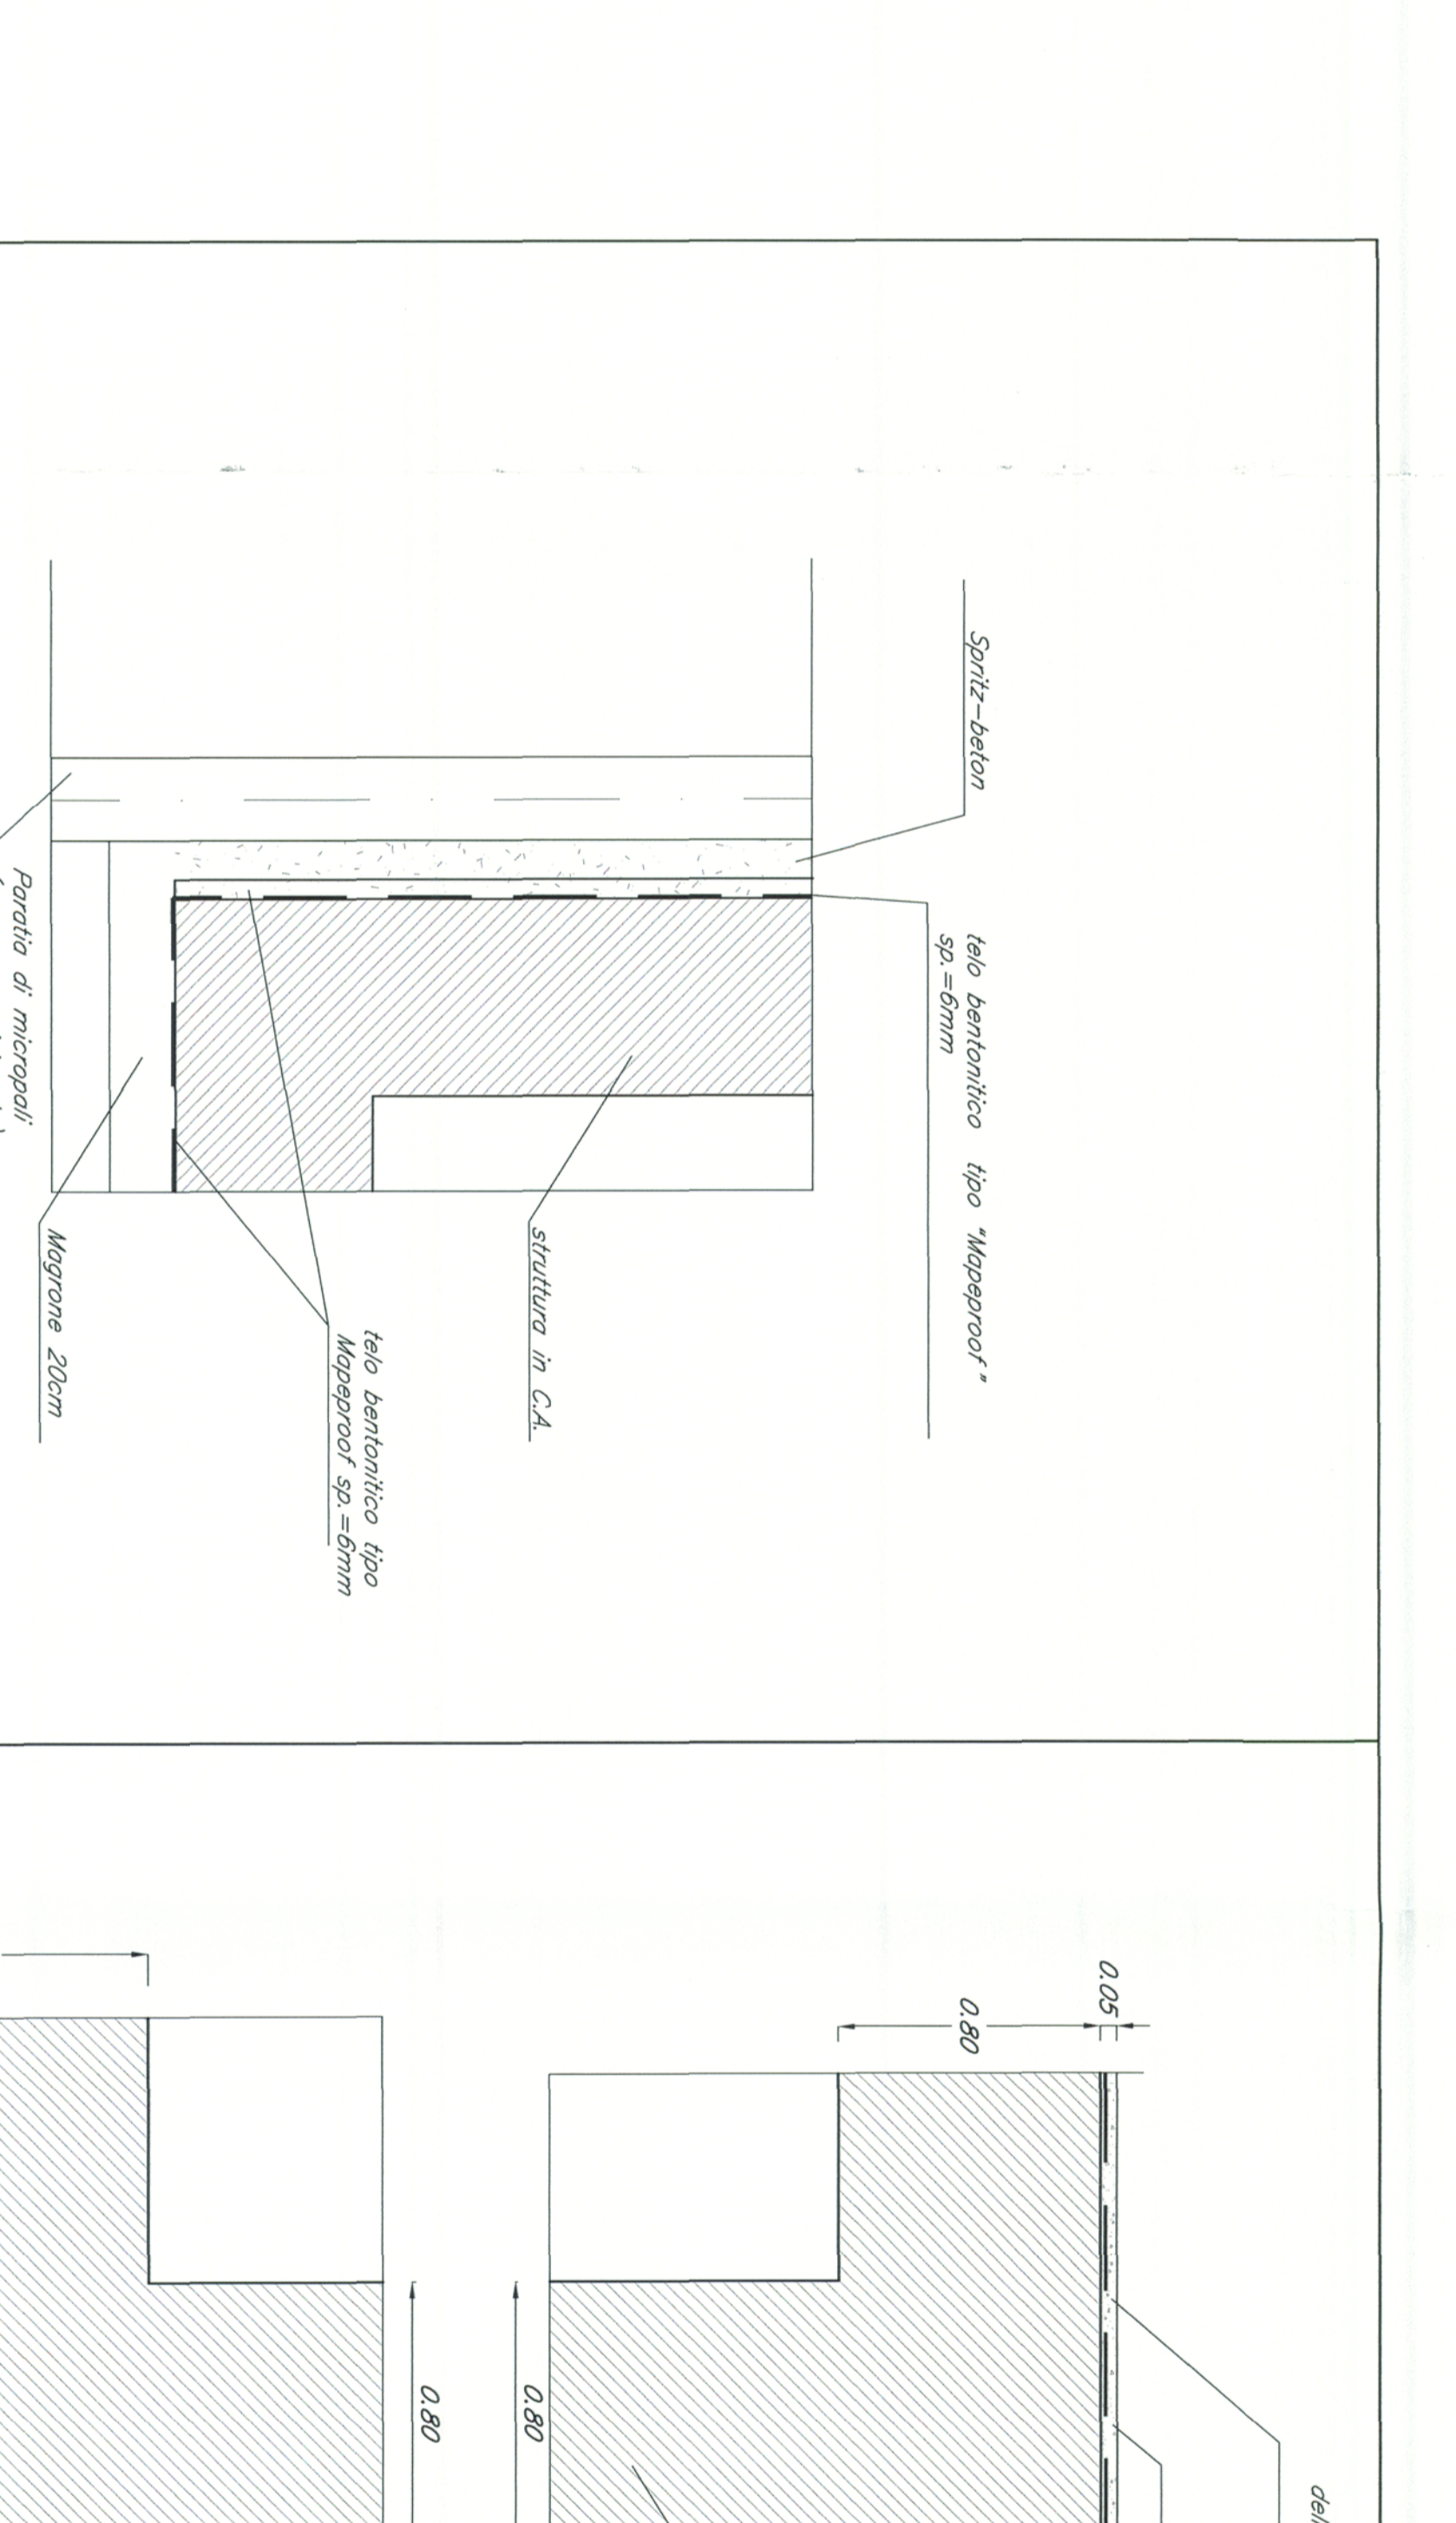 Spritz-beton
telo bentonitico tipo "Mapeproof"
sp.=6mm
struttura in C.A.
telo bentonitico tipo
Mapeproof sp.=6mm
Magrone 20cm
Paratia di micropali
0.05
0.80
0.80
0.80